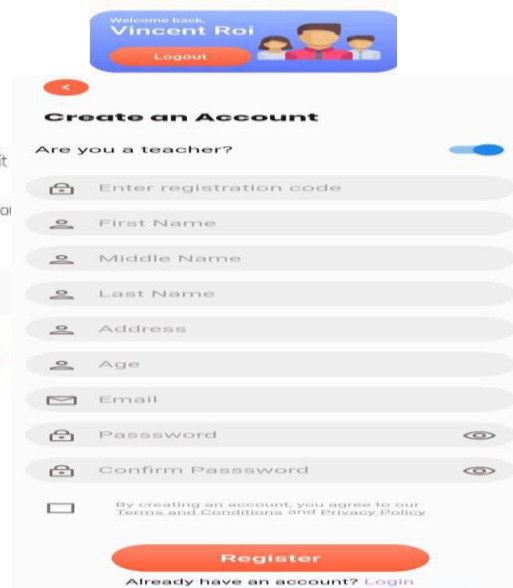 Welcome back,
Vincent Roi
Logout
<
Create an Account
Are you a teacher?
Enter registration code
First Name
Middle Name
Last Name
Address
Age
Email
Passsword
Confirm Passsword
By creating an account, you agree to our
Terms and Conditions and Privacy Policy
Register
Already have an account? Login